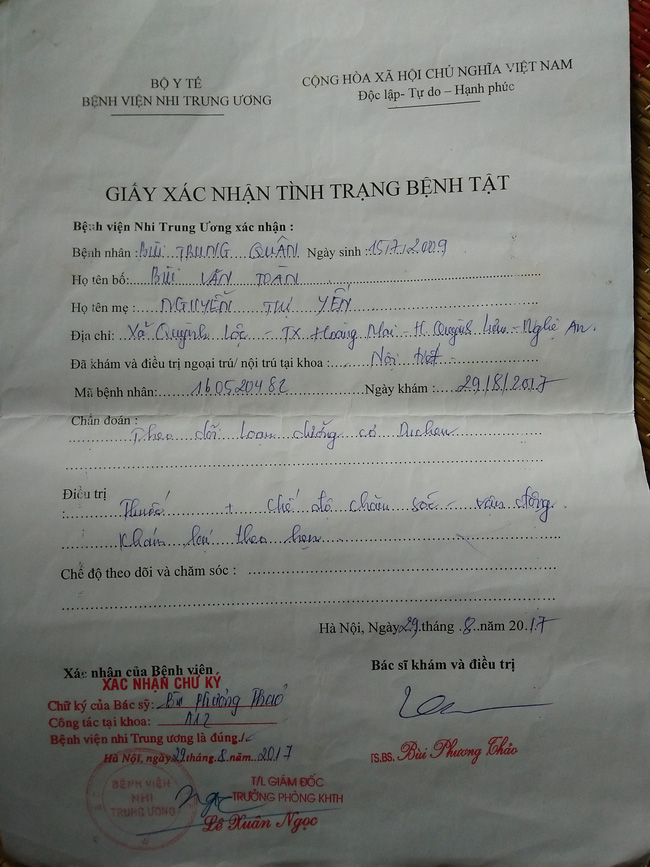 BỘ Y TẾ
BỆNH VIỆN NHI TRUNG ƯƠNG
CỘNG HÒA XÃ HỘI CHỦ NGHĨA VIỆT NAM
Độc lập- Tự do – Hạnh phúc
GIẤY XÁC NHẬN TÌNH TRẠNG BỆNH TẬT
Bệnh viện Nhi Trung Ương xác nhận :
Bệnh nhân : BÙI TRUNG QUÂN Ngày sinh : 15/7/2009
Họ tên bố: BÙI VĂN TOÀN
Họ tên mẹ : NGUYỄN THỊ YẾN
Địa chỉ: Xã Quỳnh Lộc - TX Hoàng Mai - H. Quỳnh Lưu - Nghệ An.
Đã khám và điều trị ngoại trú/ nội trú tại khoa : Nội tiết
Mã bệnh nhân: 160520482 Ngày khám : 29/8/2017
Chẩn đoán :
Theo dõi loạn dưỡng cơ Duchen
Điều trị
: Thuốc + chế độ chăm sóc - vận động.
Khám lại theo hẹn
Chế độ theo dõi và chăm sóc :
Hà Nội, Ngày 29 tháng 8 năm 2017
Xác nhận của Bệnh viện
Bác sĩ khám và điều trị
XÁC NHẬN CHỮ KÝ
Chữ ký của Bác sỹ: Bùi Phương Thảo
Công tác tại khoa: A12
Bệnh viện nhi Trung ương là đúng
Hà Nội, ngày 29 tháng 8 năm 2017
TS.BS. Bùi Phương Thảo
BỆNH VIỆN
NHI
TRUNG ƯƠNG
T/L GIÁM ĐỐC
TRƯỞNG PHÒNG KHTH
Lê Xuân Ngọc